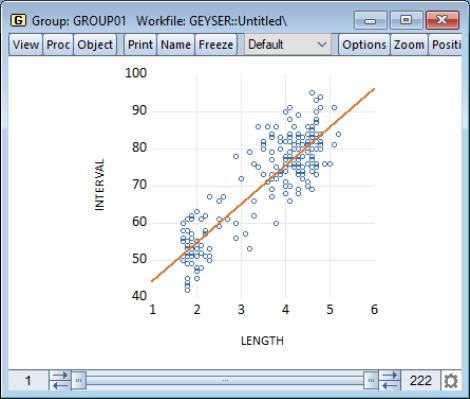 G Group: GROUP01 Workfile: GEYSER::Untitled\
View Proc Object Print Name Freeze Default Options Zoom Positi
100
90
80
70
60
50
40
INTERVAL
1 2 3 4 5 6
LENGTH
1 ... 222